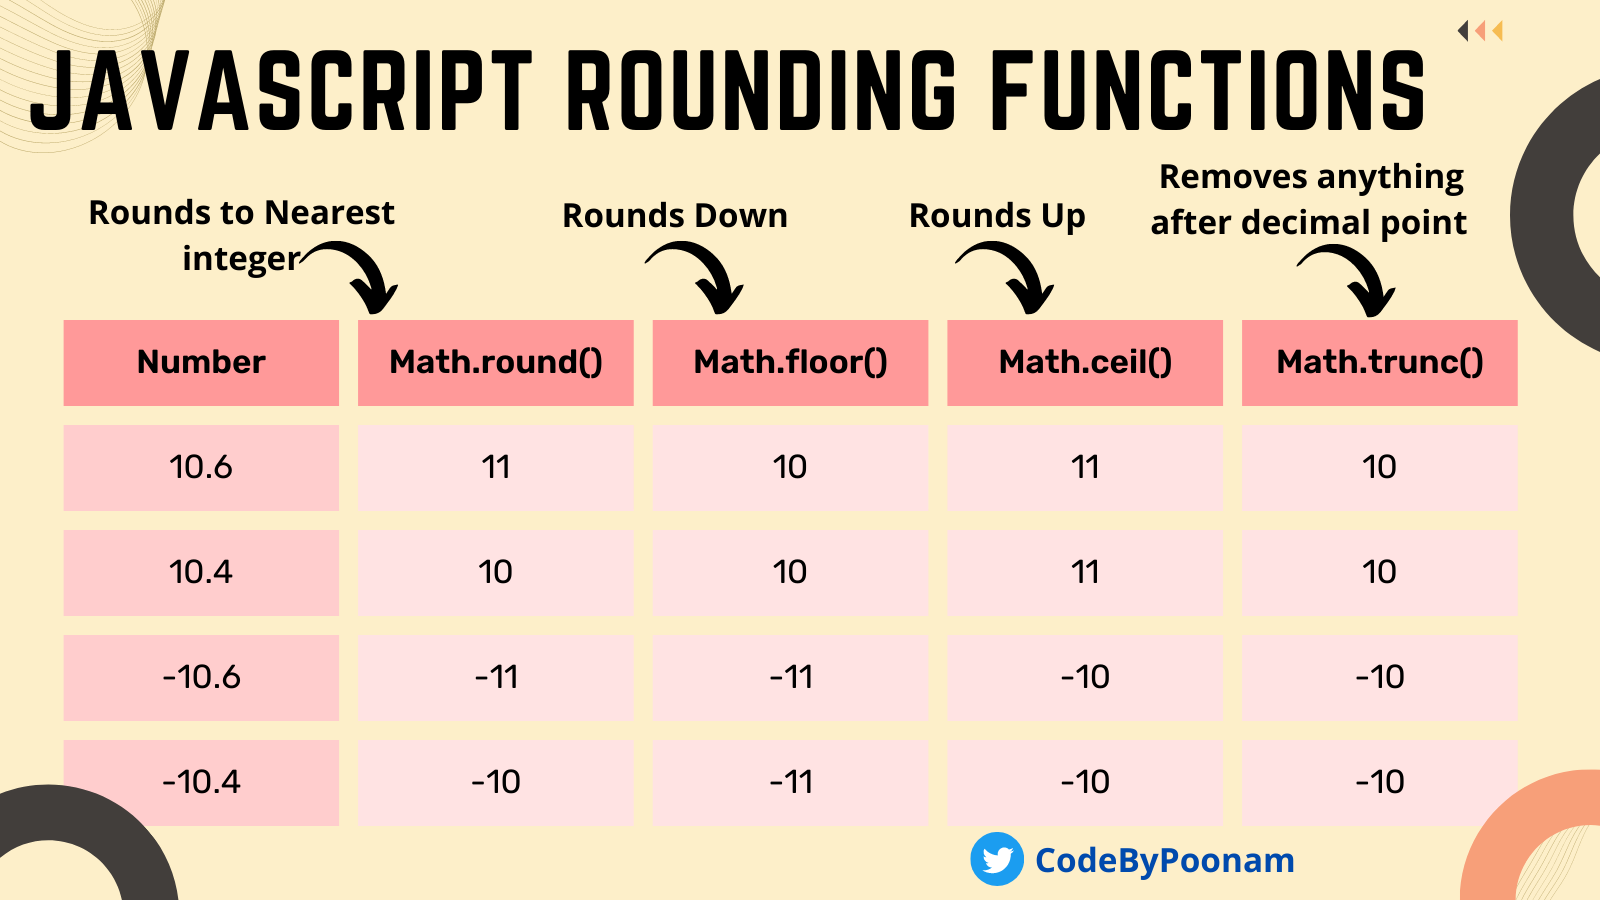 JAVASCRIPT ROUNDING FUNCTIONS
Rounds to Nearest
integer
Rounds Down
Rounds Up
Removes anything
after decimal point
Number Math.round() Math.floor() Math.ceil() Math.trunc()
10.6 11 10 11 10
10.4 10 10 11 10
-10.6 -11 -11 -10 -10
-10.4 -10 -11 -10 -10
CodeByPoonam